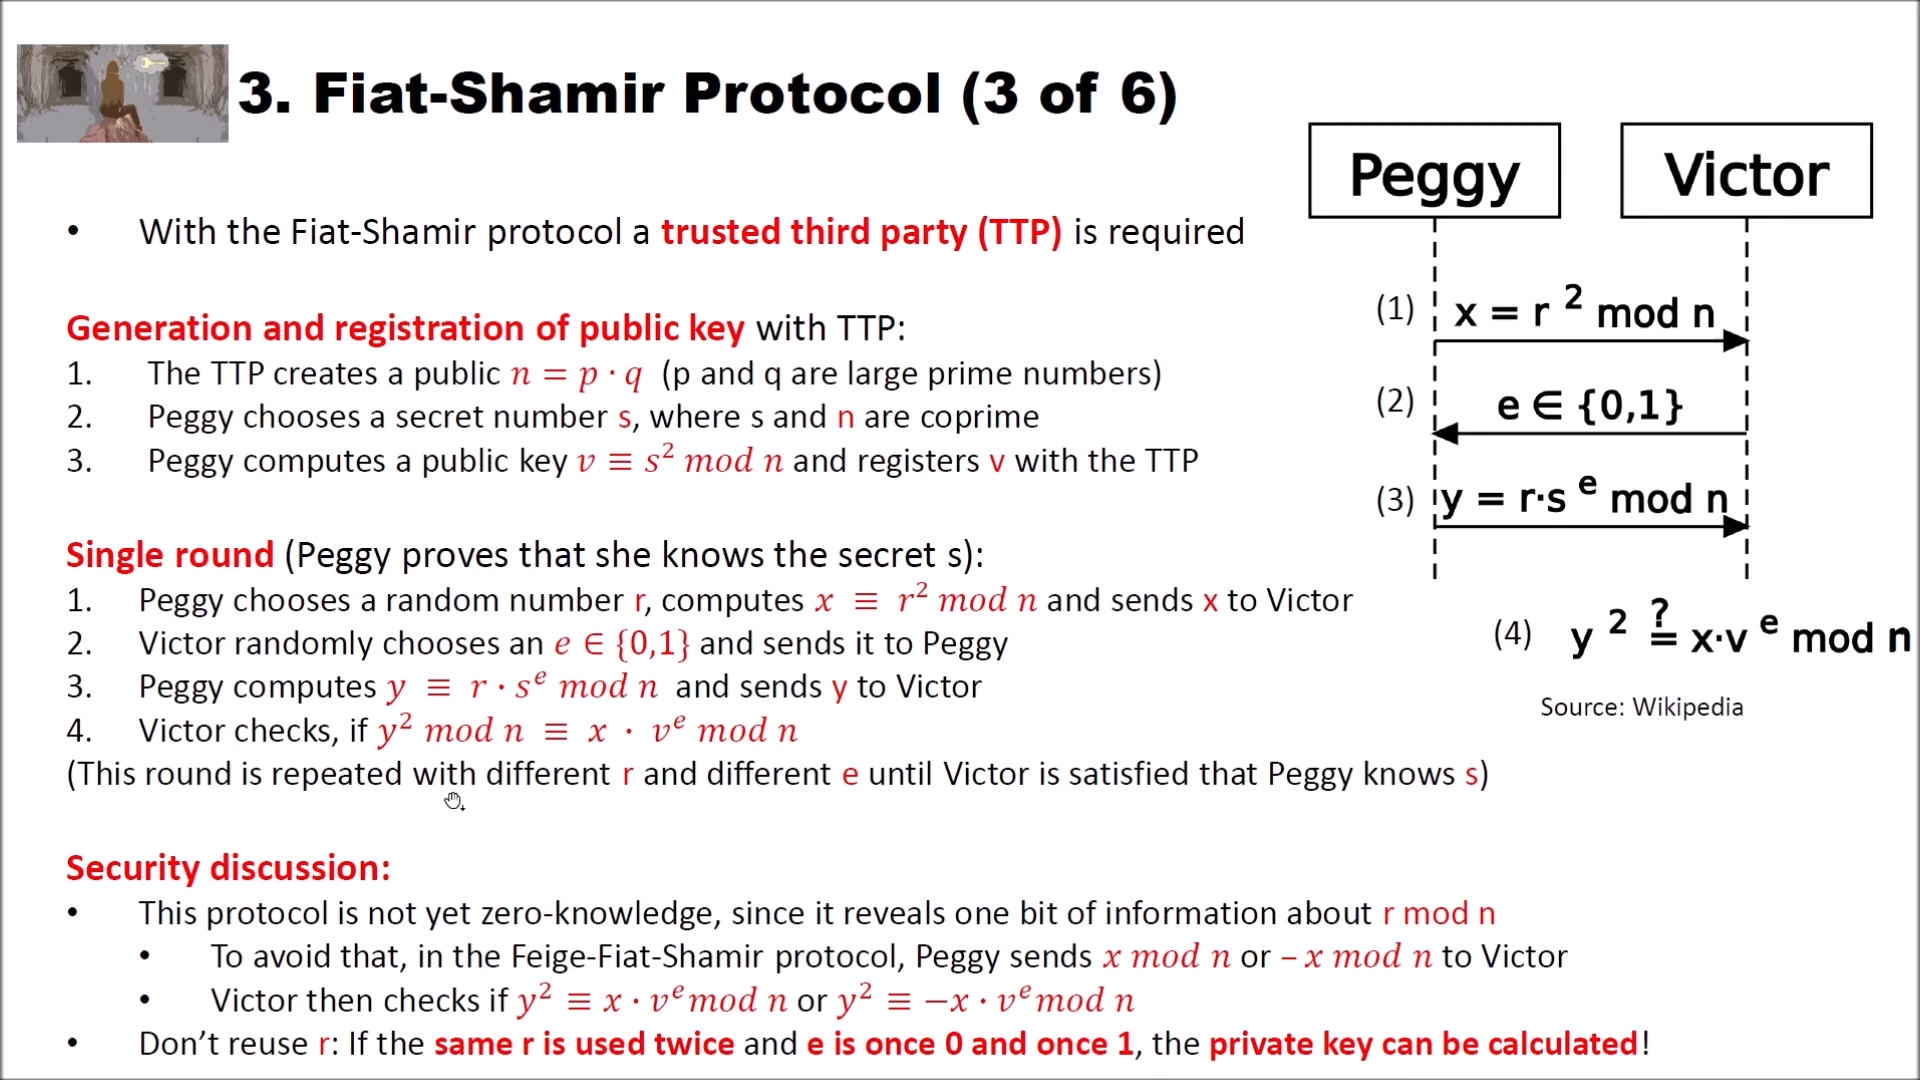 3. Fiat-Shamir Protocol (3 of 6)
• With the Fiat-Shamir protocol a trusted third party (TTP) is required
Generation and registration of public key with TTP:
1. The TTP creates a public n = p · q (p and q are large prime numbers)
2. Peggy chooses a secret number s, where s and n are coprime
3. Peggy computes a public key v ≡ s² mod n and registers v with the TTP
Single round (Peggy proves that she knows the secret s):
1. Peggy chooses a random number r, computes x ≡ r² mod n and sends x to Victor
2. Victor randomly chooses an e ∈ {0,1} and sends it to Peggy
3. Peggy computes y ≡ r · sᵉ mod n and sends y to Victor
4. Victor checks, if y² mod n ≡ x · vᵉ mod n
(This round is repeated with different r and different e until Victor is satisfied that Peggy knows s)
Security discussion:
• This protocol is not yet zero-knowledge, since it reveals one bit of information about r mod n
• To avoid that, in the Feige-Fiat-Shamir protocol, Peggy sends x mod n or – x mod n to Victor
• Victor then checks if y² ≡ x · vᵉ mod n or y² ≡ −x · vᵉ mod n
• Don't reuse r: If the same r is used twice and e is once 0 and once 1, the private key can be calculated!
Peggy Victor
(1) x = r ² mod n
(2) e ∈ {0,1}
(3) y = r·s ᵉ mod n
(4) y ² ≟ x·v ᵉ mod n
Source: Wikipedia